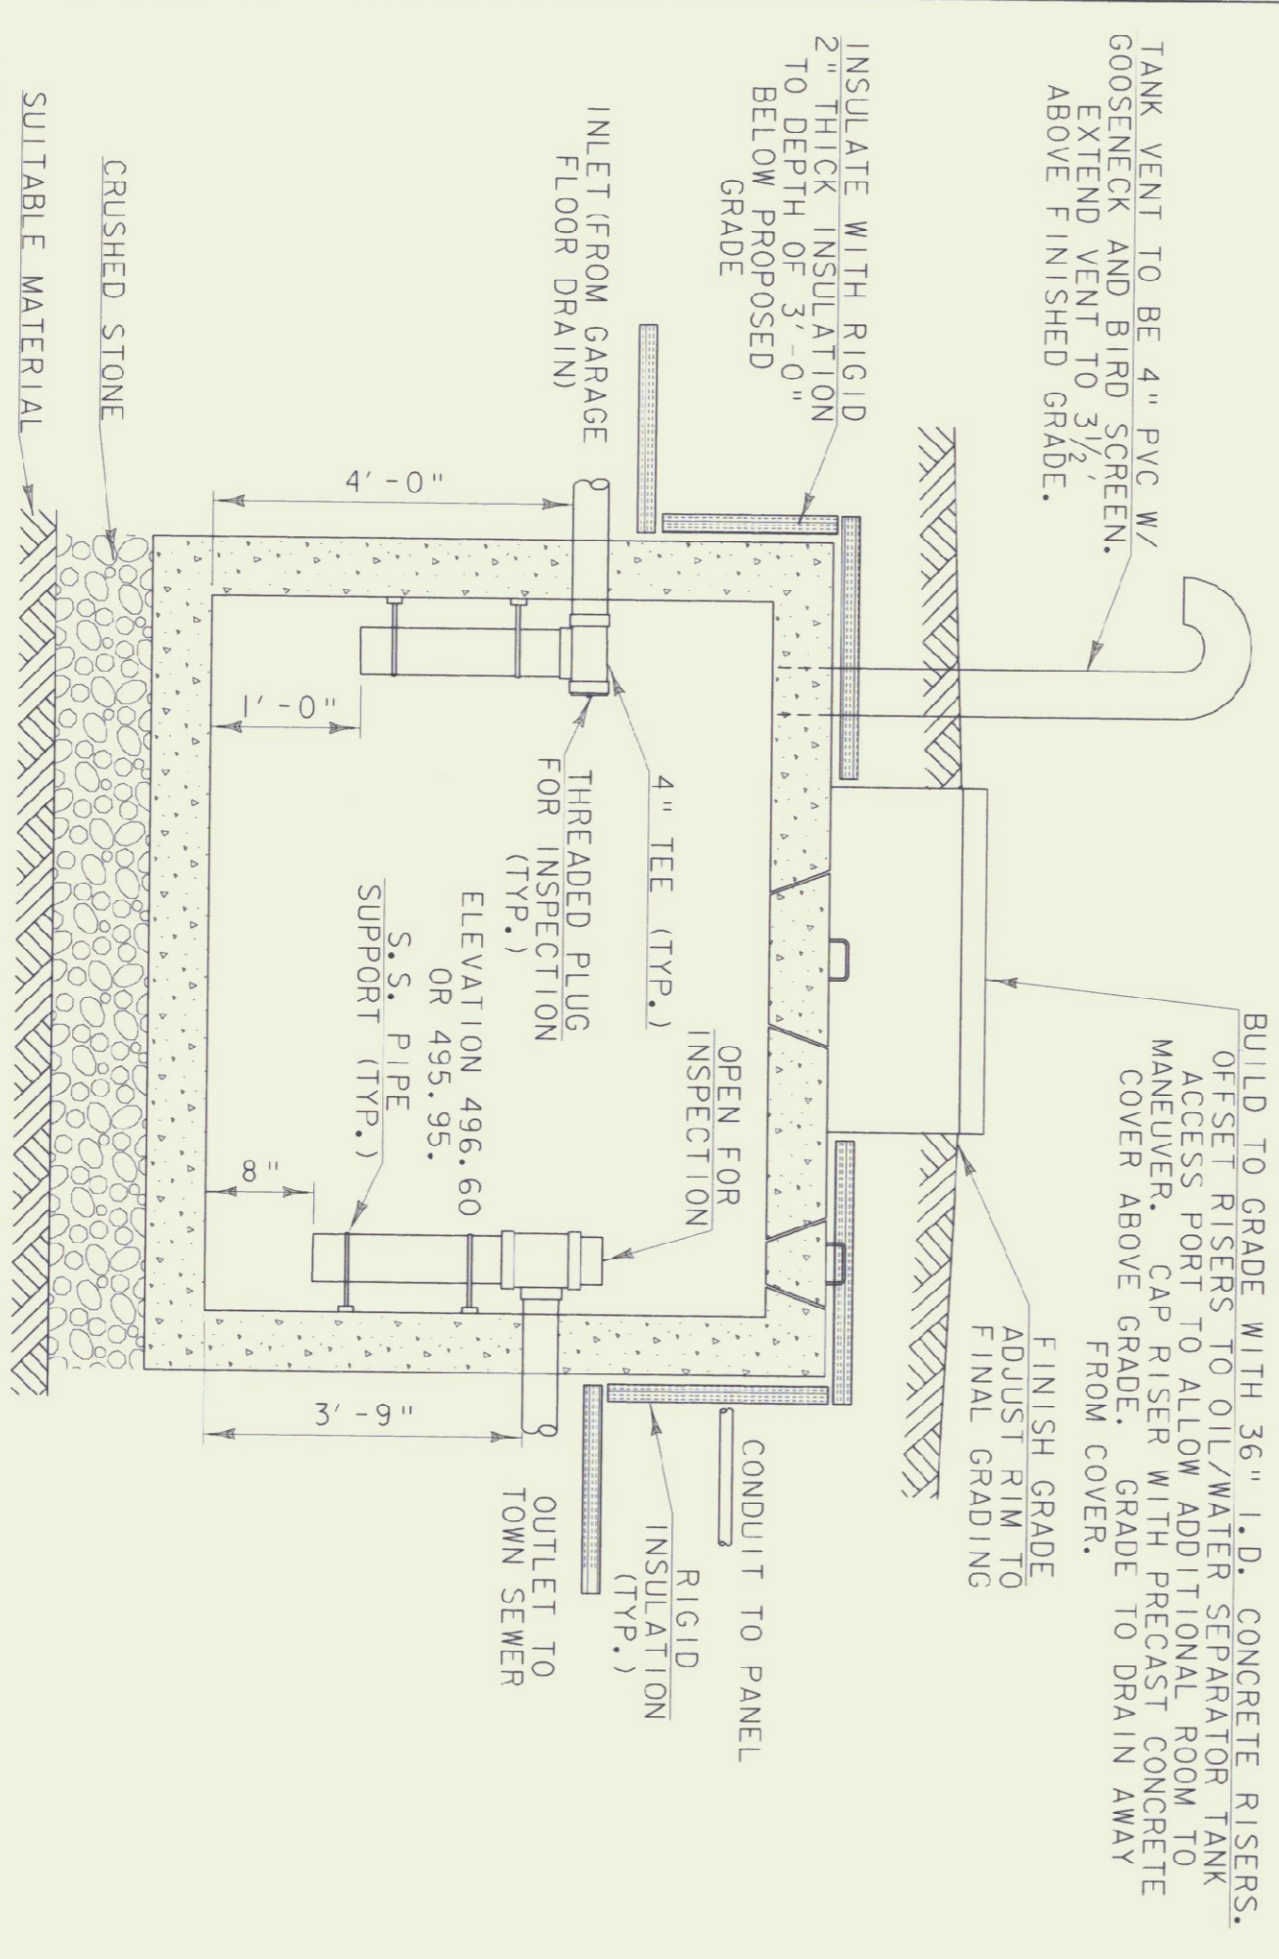 TANK VENT TO BE 4" PVC W/
GOOSENECK AND BIRD SCREEN.
EXTEND VENT TO 3½'
ABOVE FINISHED GRADE.
BUILD TO GRADE WITH 36" I.D. CONCRETE RISERS.
OFFSET RISERS TO OIL/WATER SEPARATOR TANK
ACCESS PORT TO ALLOW ADDITIONAL ROOM TO
MANEUVER. CAP RISER WITH PRECAST CONCRETE
COVER ABOVE GRADE. GRADE TO DRAIN AWAY
FROM COVER.
FINISH GRADE
ADJUST RIM TO
FINAL GRADING
INSULATE WITH RIGID
2" THICK INSULATION
TO DEPTH OF 3'-0"
BELOW PROPOSED
GRADE
CONDUIT TO PANEL
RIGID
INSULATION
(TYP.)
OPEN FOR
INSPECTION
4" TEE (TYP.)
INLET (FROM GARAGE
FLOOR DRAIN)
THREADED PLUG
FOR INSPECTION
(TYP.)
OUTLET TO
TOWN SEWER
ELEVATION 496.60
OR 495.95.
S.S. PIPE
SUPPORT (TYP.)
4'-0"
1'-0"
8"
3'-9"
CRUSHED STONE
SUITABLE MATERIAL